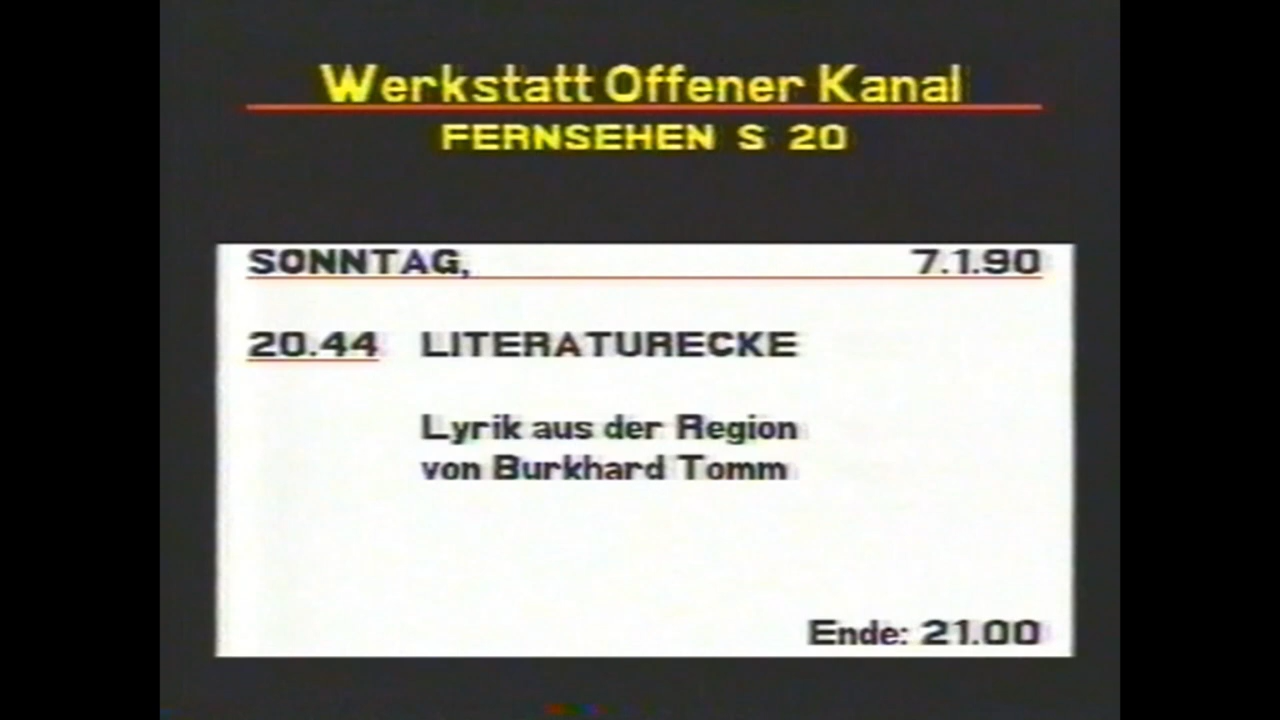 Werkstatt Offener Kanal
FERNSEHEN S 20
SONNTAG, 7.1.90
20.44 LITERATURECKE
Lyrik aus der Region
von Burkhard Tomm
Ende: 21.00